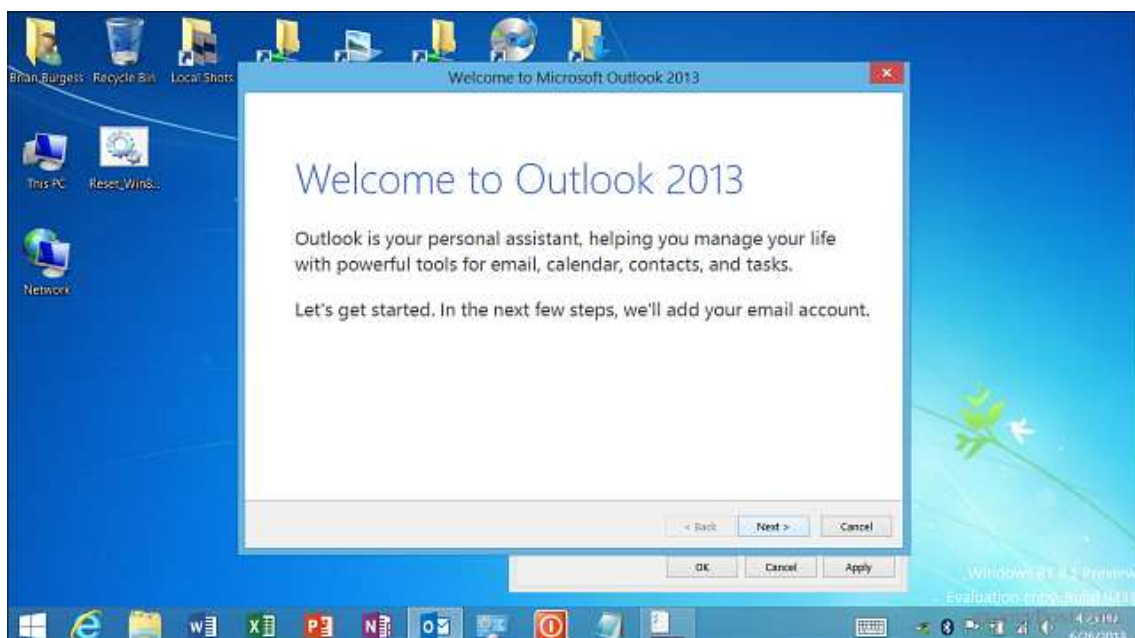 Brian Burgess
Recycle Bin
Local Shots
Welcome to Microsoft Outlook 2013
This PC
Reset_Win8...
Network
Welcome to Outlook 2013
Outlook is your personal assistant, helping you manage your life
with powerful tools for email, calendar, contacts, and tasks.
Let's get started. In the next few steps, we'll add your email account.
< Back
Next >
Cancel
OK
Cancel
Apply
Windows RT 8.1 Preview
Evaluation copy. Build